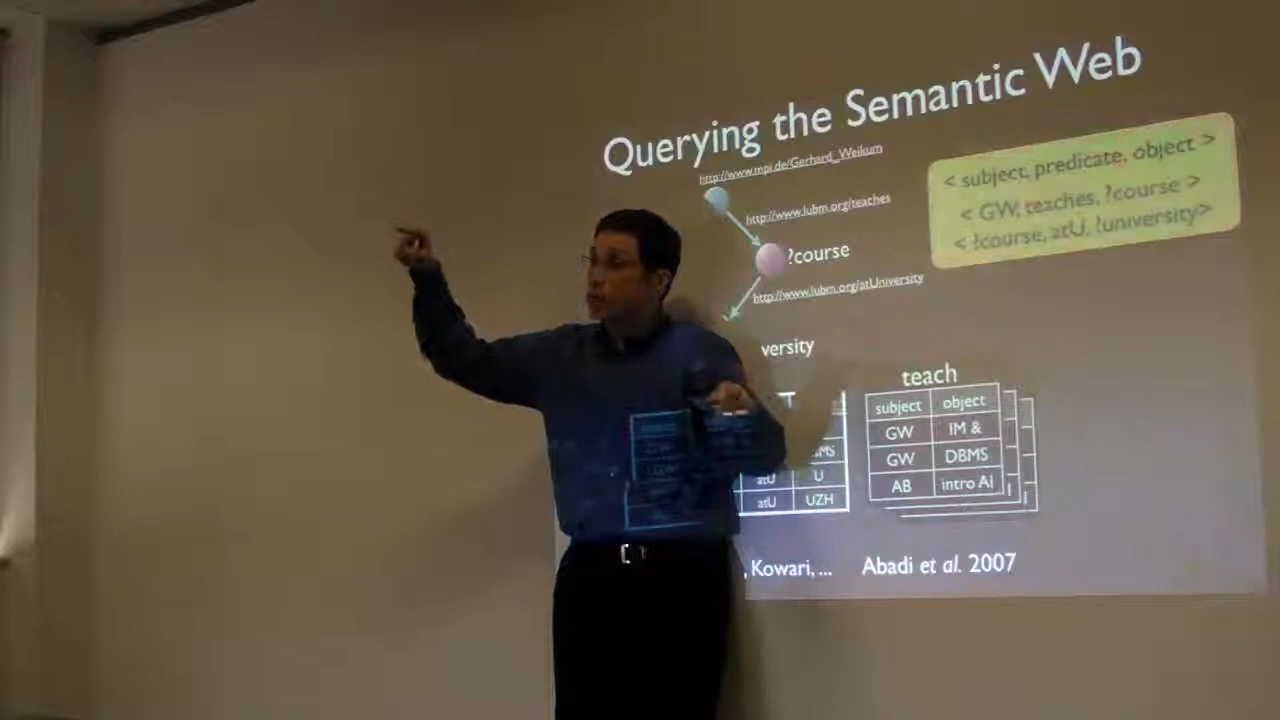 Querying the Semantic Web
http://www.mpi.de/Gerhard_Weikum
http://www.lubm.org/teaches
?course
http://www.lubm.org/atUniversity
versity
< subject, predicate, object >
< GW, teaches, ?course >
< ?course, atU, ?university>
teach
subject object
GW IM &
GW DBMS
AB intro AI
atU U
atU UZH
, Kowari, ...
Abadi et al. 2007